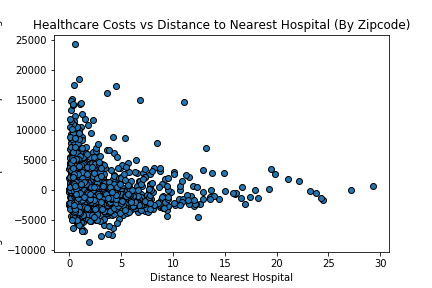 Healthcare Costs vs Distance to Nearest Hospital (By Zipcode)
25000
20000
15000
10000
5000
0
−5000
−10000
0 5 10 15 20 25 30
Distance to Nearest Hospital